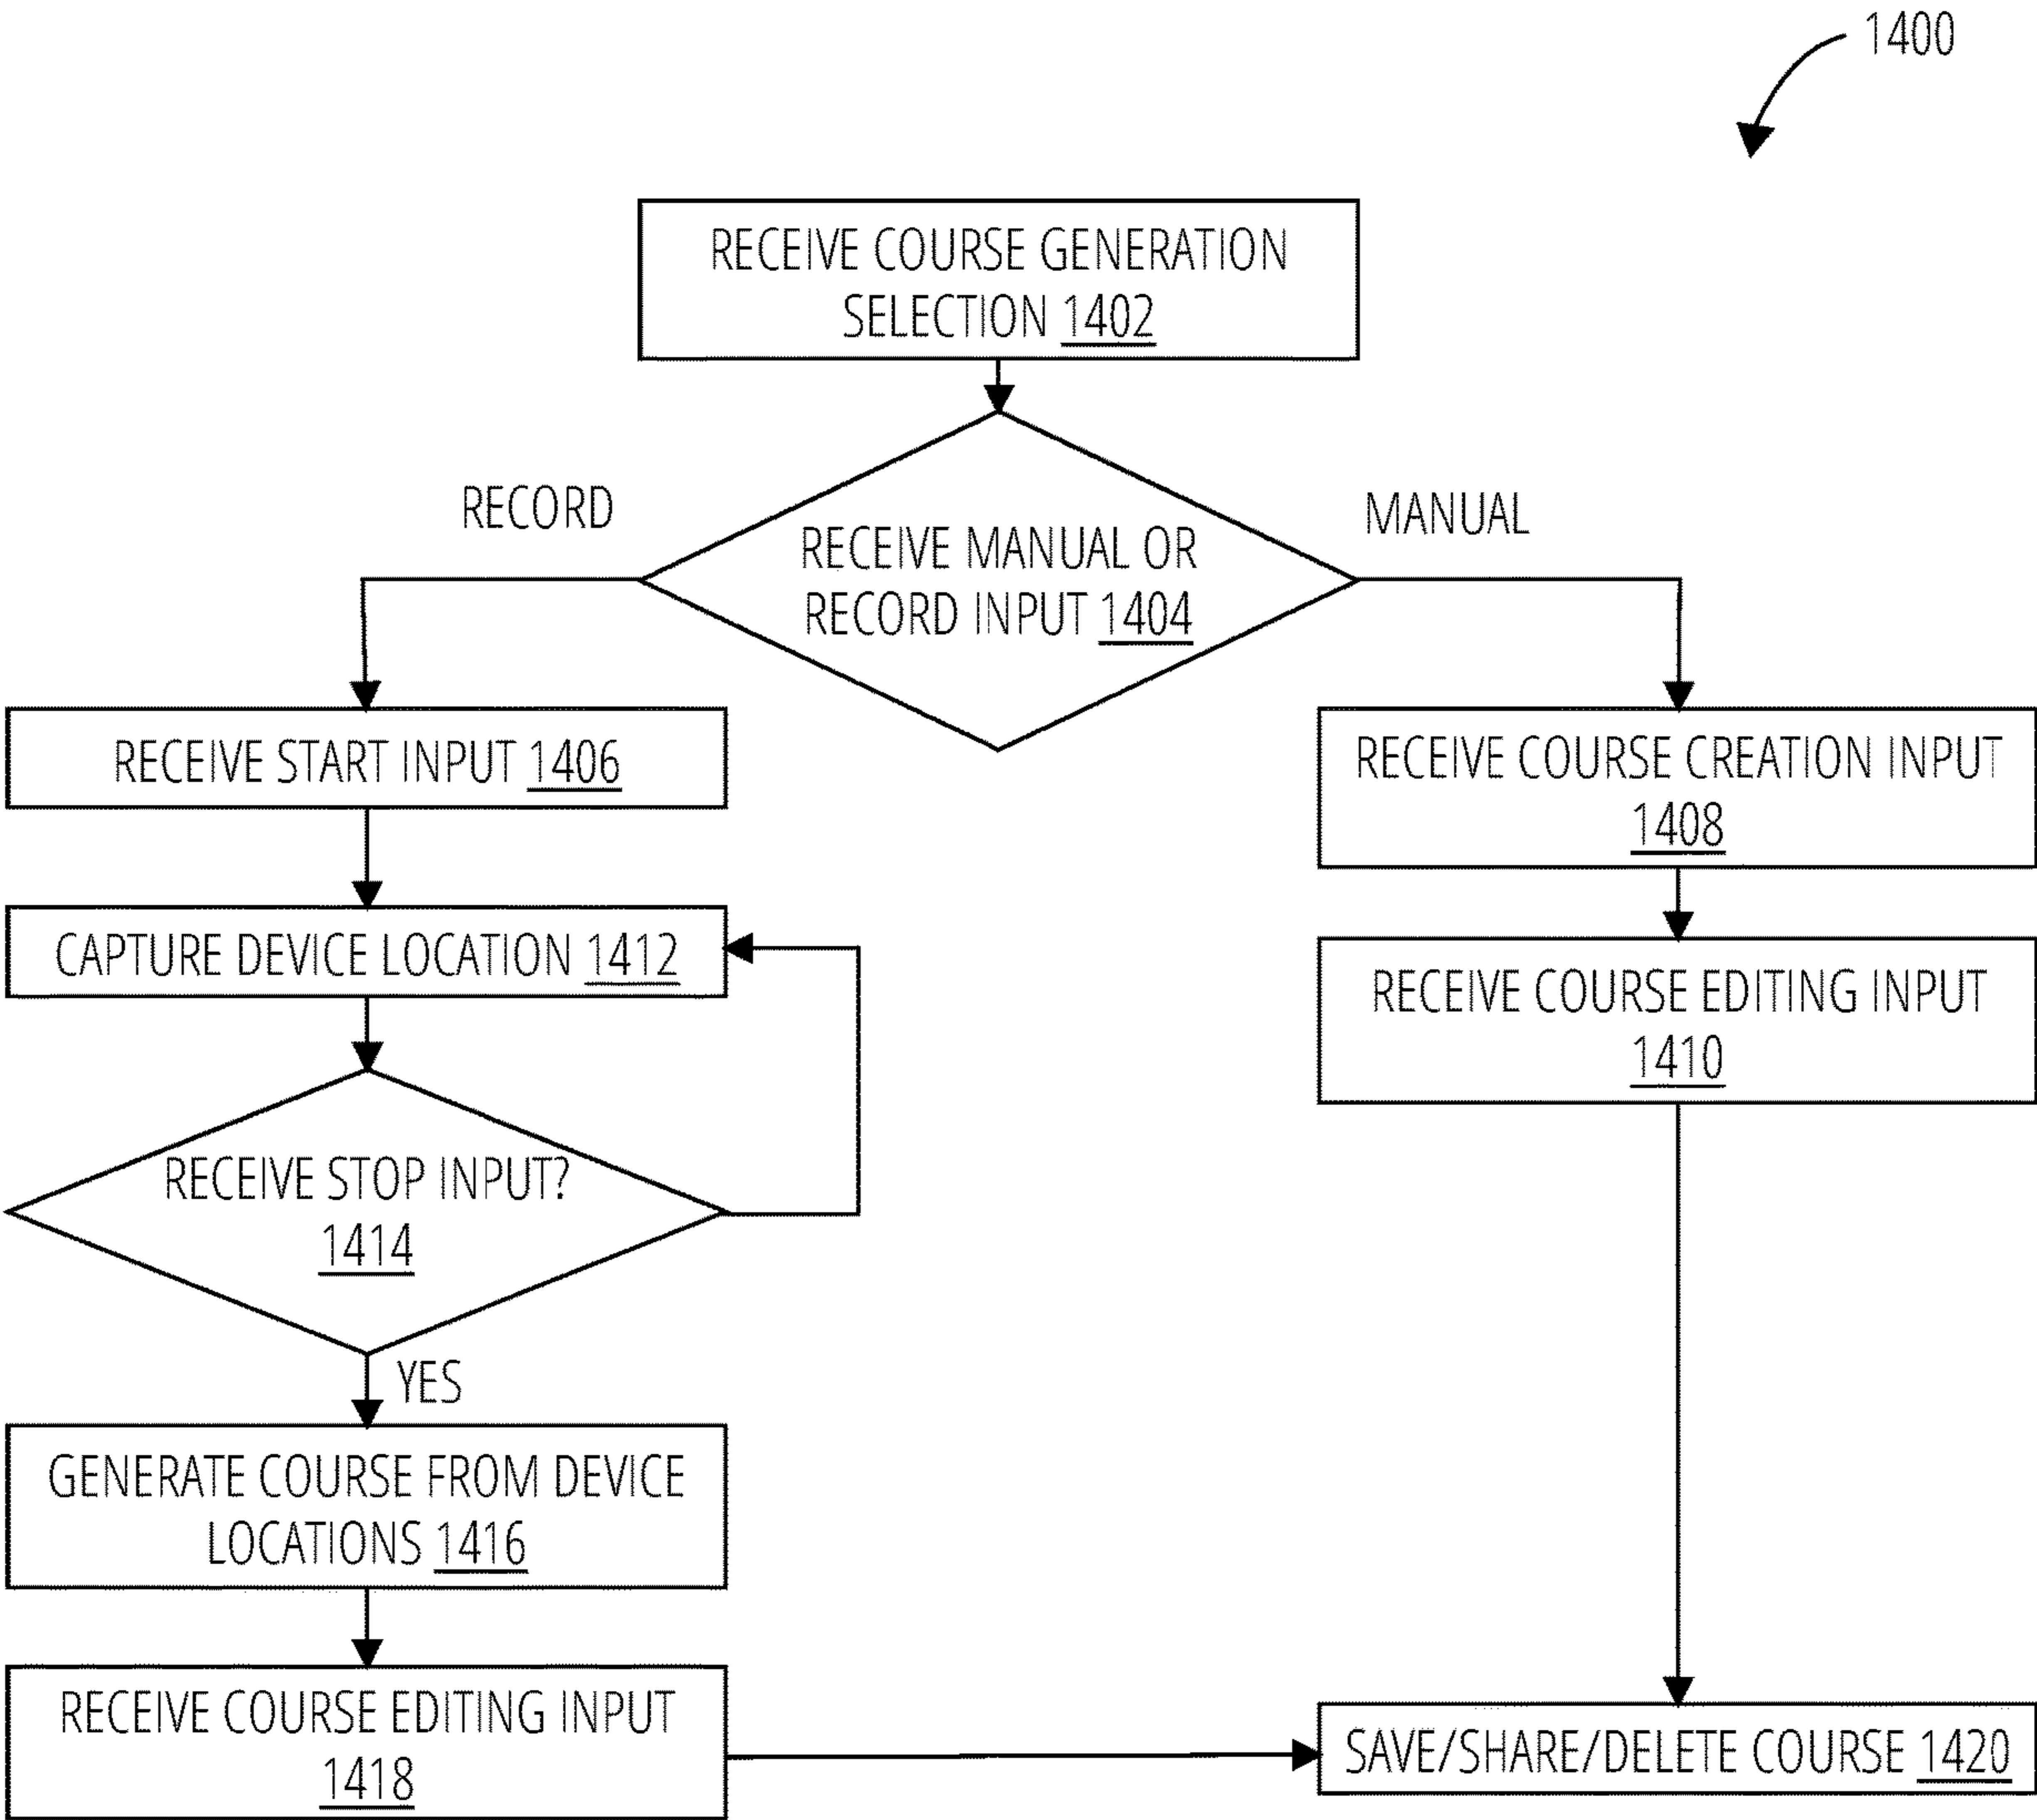 1400
RECEIVE COURSE GENERATION
SELECTION 1402
RECORD
MANUAL
RECEIVE MANUAL OR
RECORD INPUT 1404
RECEIVE START INPUT 1406
RECEIVE COURSE CREATION INPUT
1408
CAPTURE DEVICE LOCATION 1412
RECEIVE COURSE EDITING INPUT
1410
RECEIVE STOP INPUT?
1414
YES
GENERATE COURSE FROM DEVICE
LOCATIONS 1416
RECEIVE COURSE EDITING INPUT
1418
SAVE/SHARE/DELETE COURSE 1420